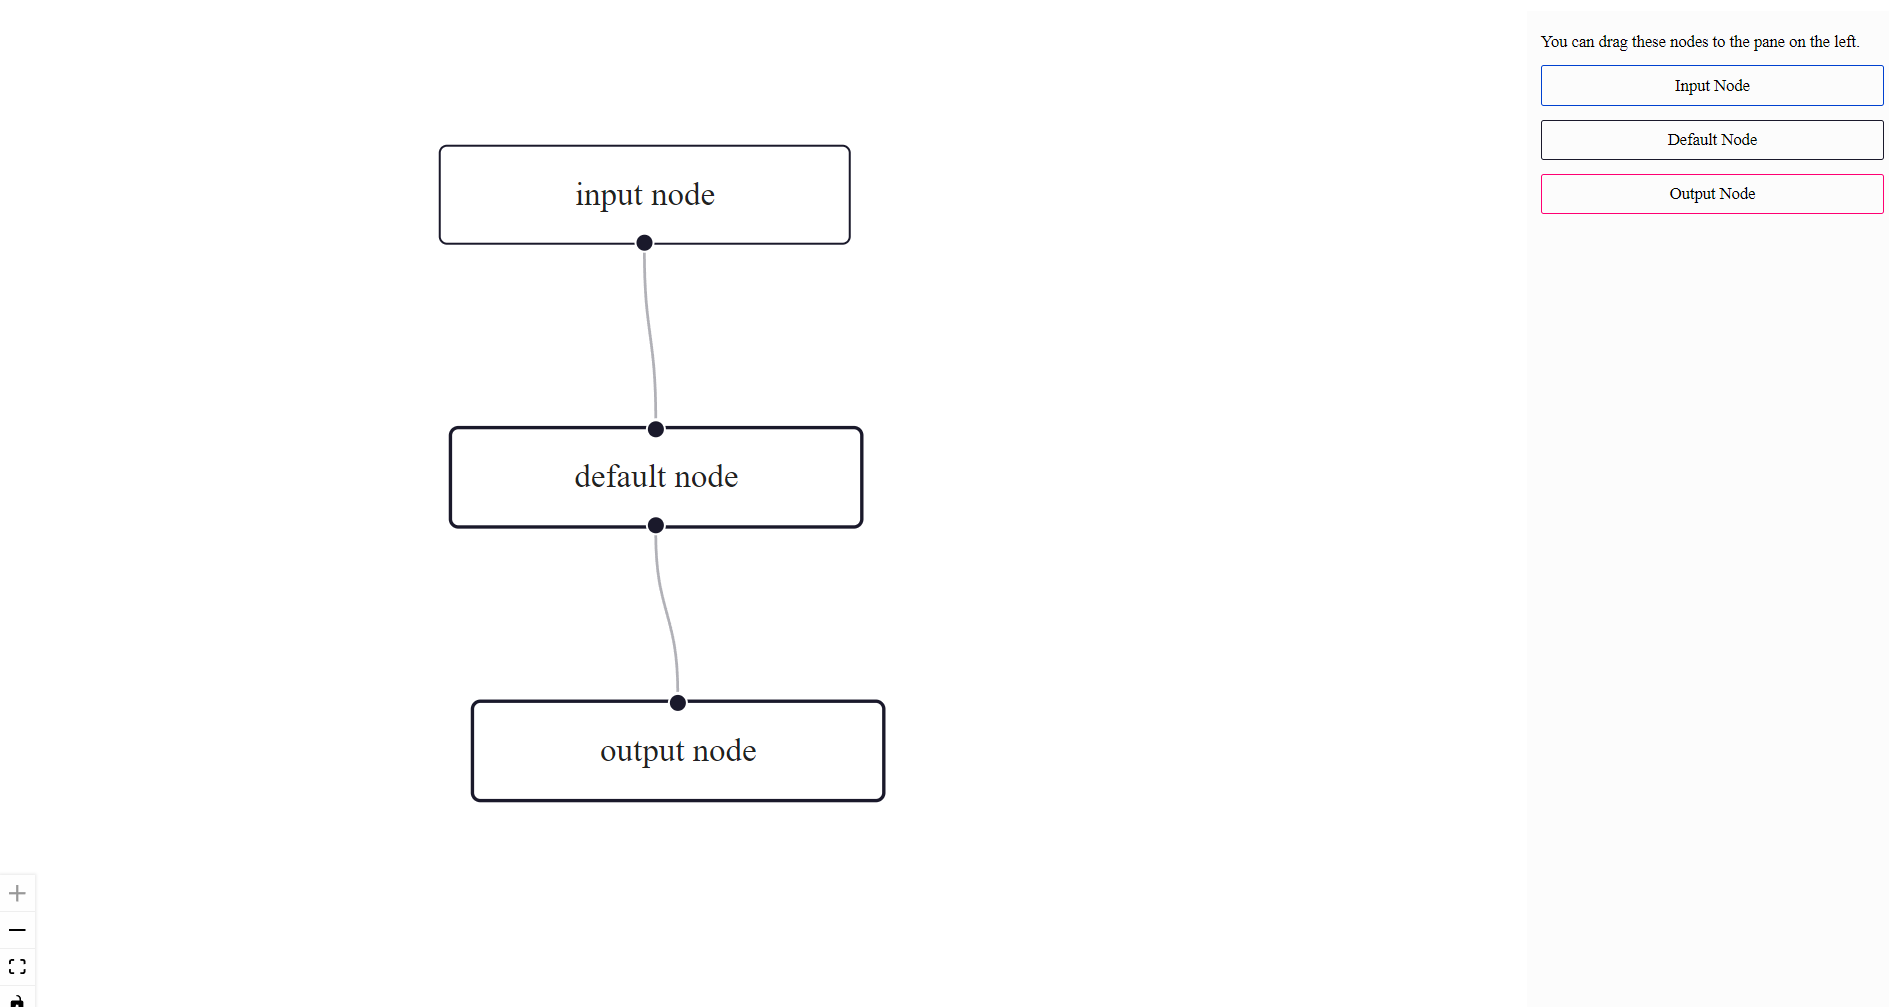 You can drag these nodes to the pane on the left.
Input Node
Default Node
Output Node
input node
default node
output node